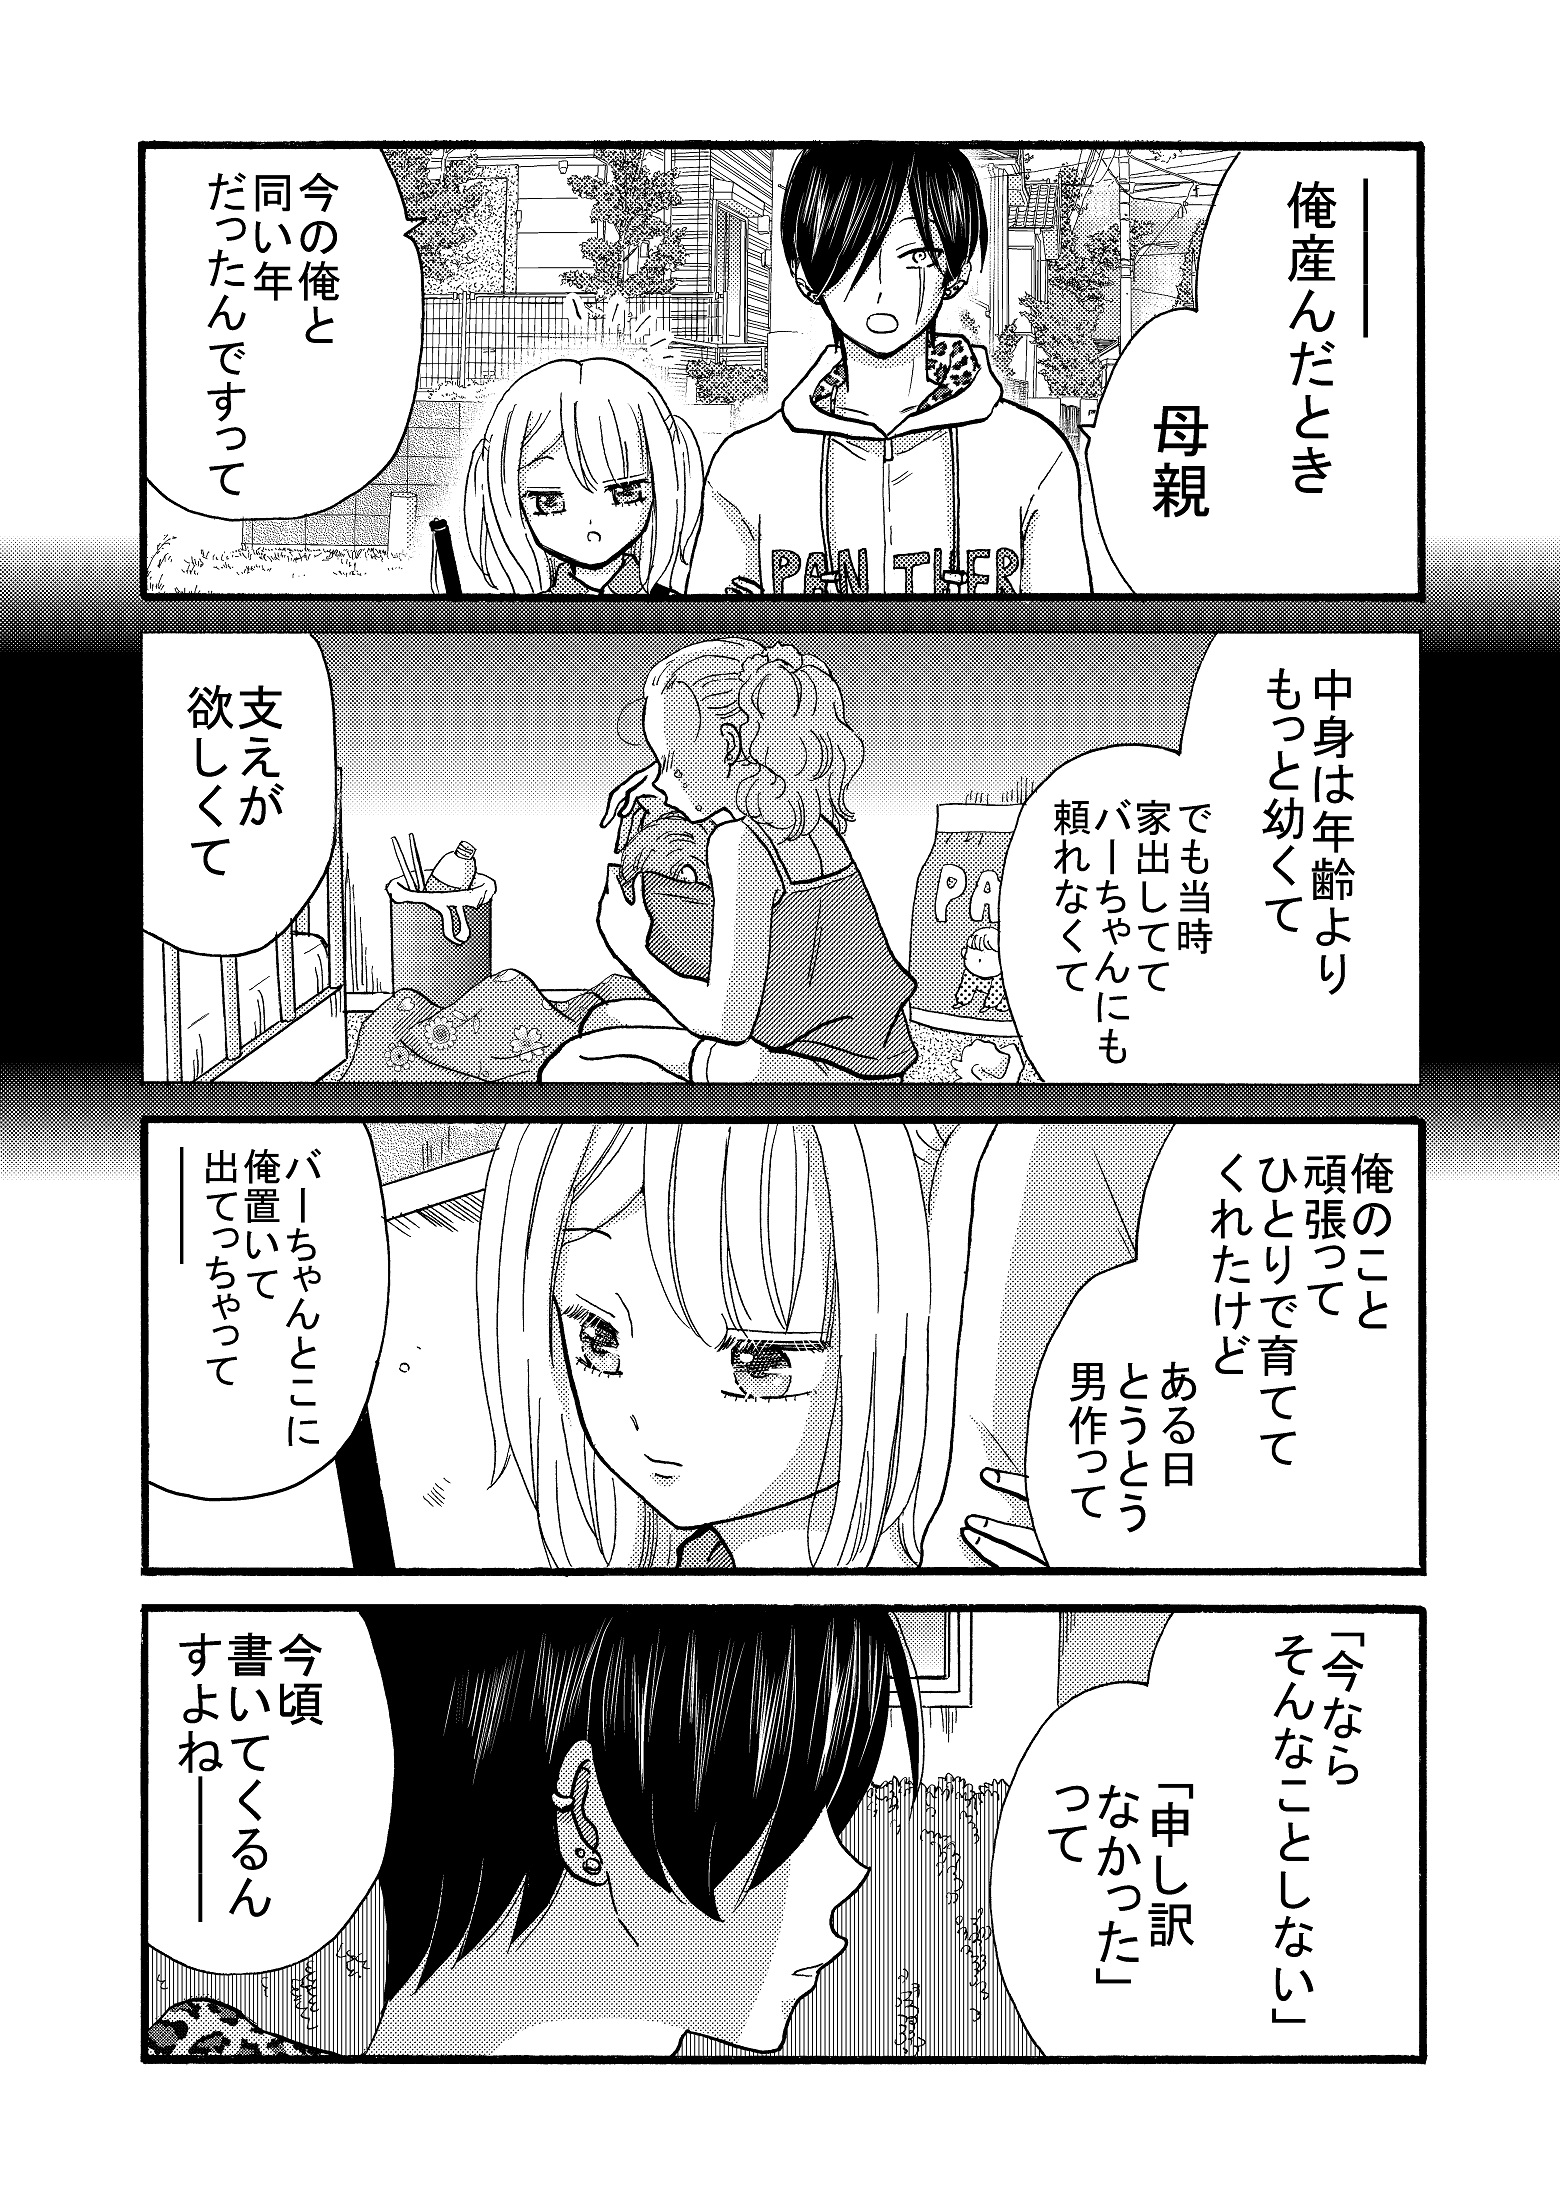 ――俺産んだとき
母親
今の俺と
同い年
だったんですって
PANTHER
中身は年齢より
もっと幼くて
でも当時
家出してて
バーちゃんにも
頼れなくて
支えが
欲しくて
PA
俺のこと
頑張って
ひとりで育てて
くれたけど
ある日
とうとう
男作って
バーちゃんとこに
俺置いて
出てっちゃって
――
「今なら
そんなことしない」
「申し訳
なかった」
って
今頃
書いてくるん
すよね――